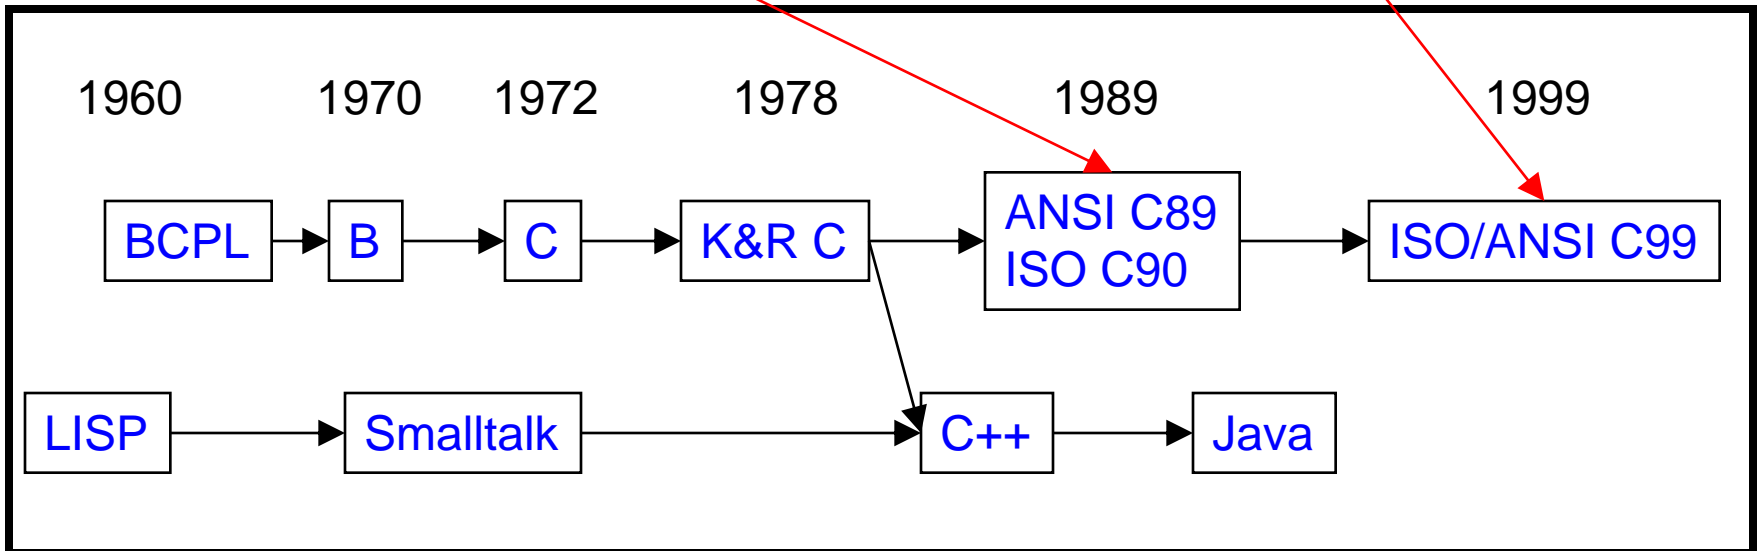 1960 1970 1972 1978 1989 1999
BCPL B C K&R C ANSI C89 ISO/ANSI C99
ISO C90
LISP Smalltalk C++ Java